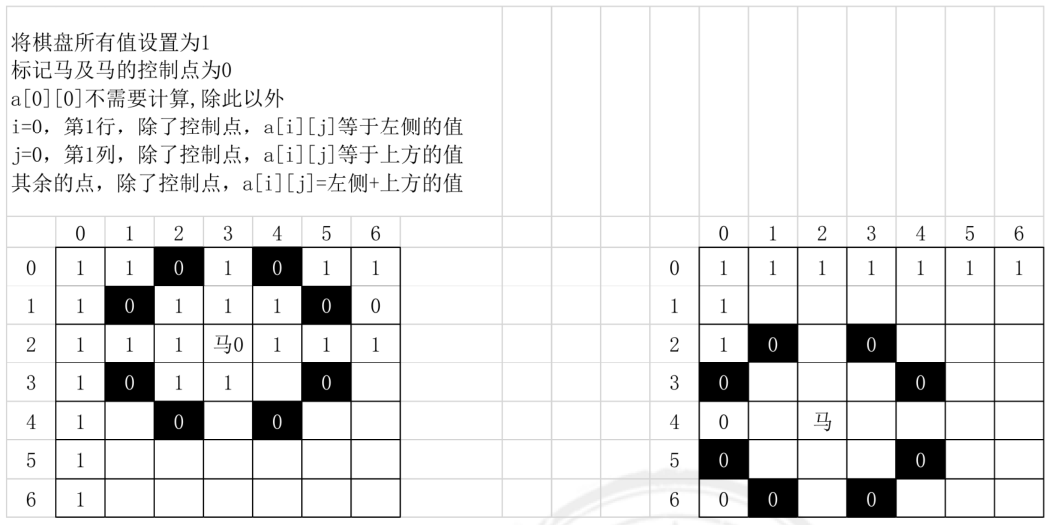 将棋盘所有值设置为1
标记马及马的控制点为0
a[0][0]不需要计算,除此以外
i=0，第1行，除了控制点，a[i][j]等于左侧的值
j=0，第1列，除了控制点，a[i][j]等于上方的值
其余的点，除了控制点，a[i][j]=左侧+上方的值
0 1 2 3 4 5 6 0 1 2 3 4 5 6
0 1 1 0 1 0 1 1 0 1 1 1 1 1 1 1
1 1 0 1 1 1 0 0 1 1
2 1 1 1 马0 1 1 1 2 1 0 0
3 1 0 1 1 0 3 0 0
4 1 0 0 4 0 马
5 1 5 0 0
6 1 6 0 0 0